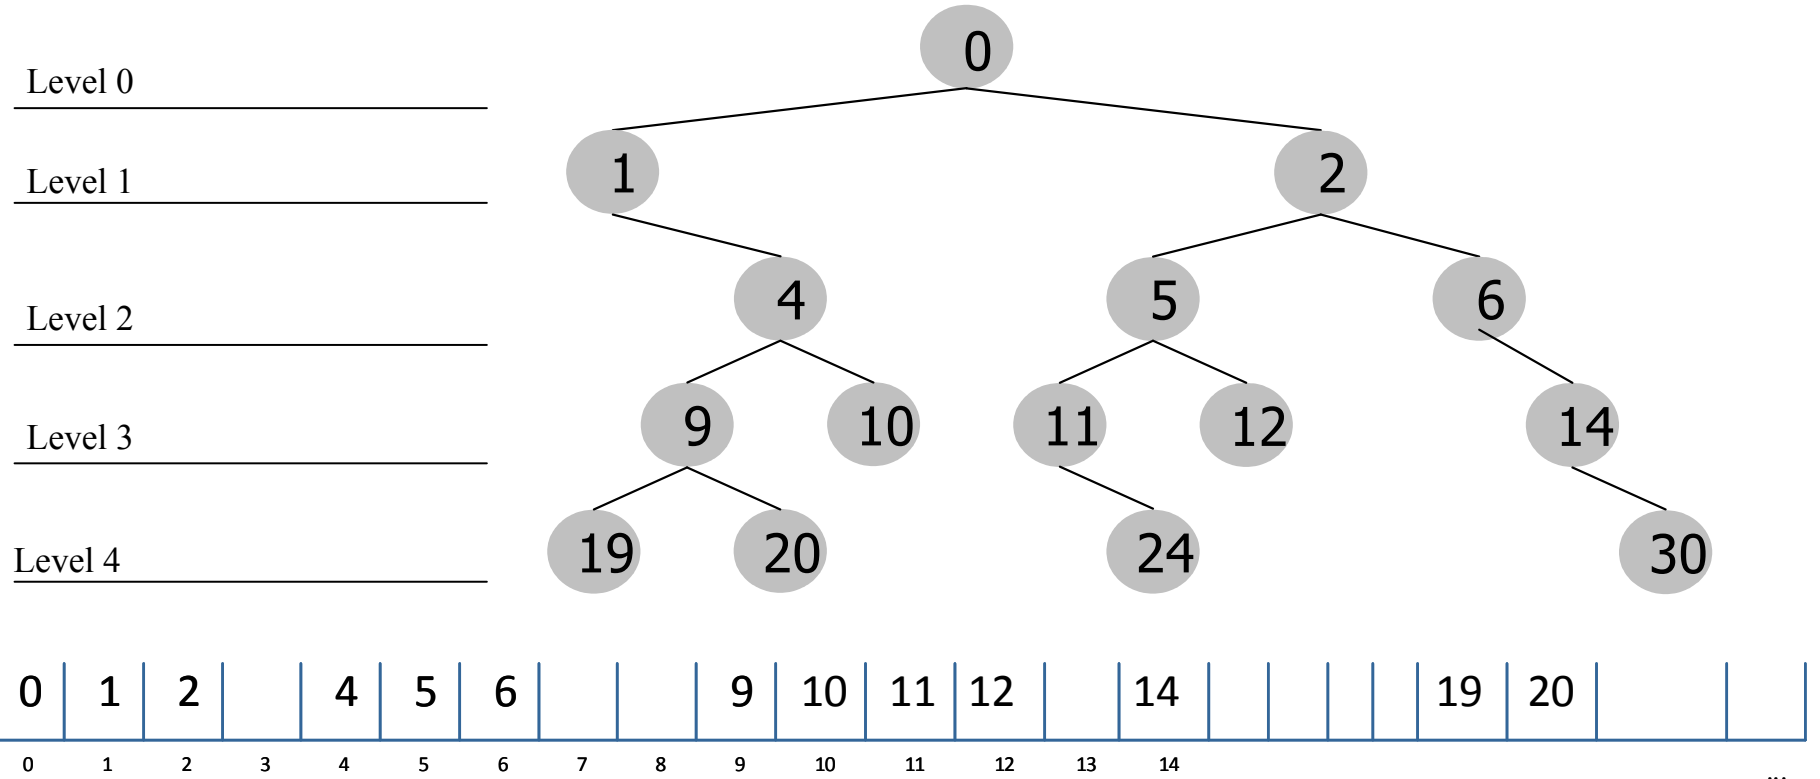 0
Level 0
Level 1 1 2
Level 2 4 5 6
Level 3 9 10 11 12 14
Level 4 19 20 24 30
0 1 2 4 5 6 9 10 11 12 14 19 20
0 1 2 3 4 5 6 7 8 9 10 11 12 13 14 ...